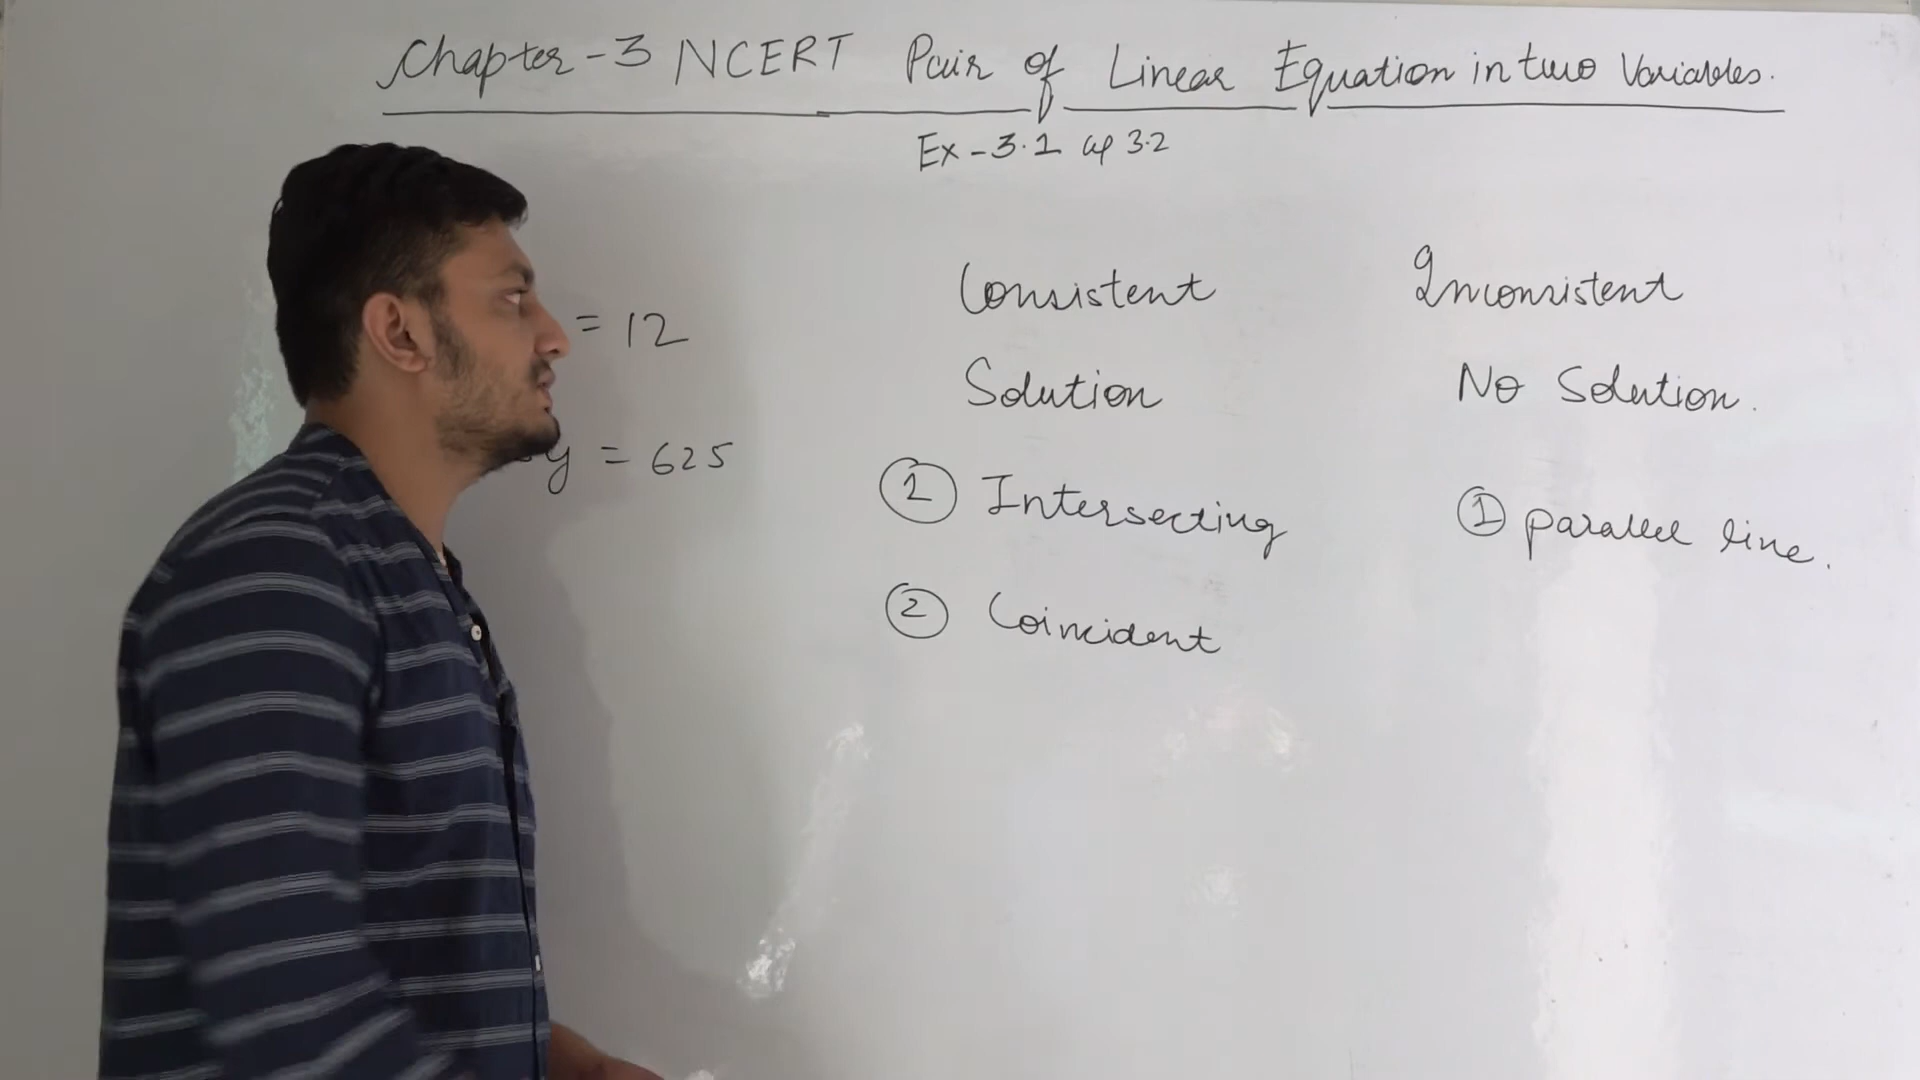 Chapter-3 NCERT Pair of Linear Equation in two Variables.
Ex-3.1 3.2
= 12
y = 625
Consistent
Solution
① Intersecting
② Coincident
Inconsistent
No Solution.
① parallel line.